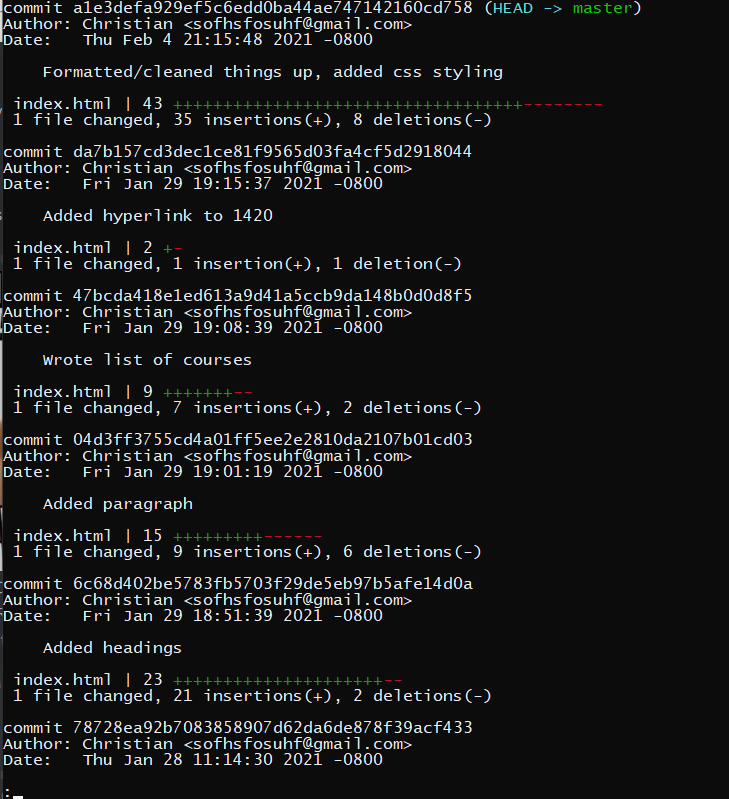 commit a1e3defa929ef5c6edd0ba44ae747142160cd758 (HEAD -> master)
Author: Christian <sofhsfosuhf@gmail.com>
Date:   Thu Feb 4 21:15:48 2021 -0800

    Formatted/cleaned things up, added css styling

 index.html | 43 +++++++++++++++++++++++++++++++++++--------
 1 file changed, 35 insertions(+), 8 deletions(-)

commit da7b157cd3dec1ce81f9565d03fa4cf5d2918044
Author: Christian <sofhsfosuhf@gmail.com>
Date:   Fri Jan 29 19:15:37 2021 -0800

    Added hyperlink to 1420

 index.html | 2 +-
 1 file changed, 1 insertion(+), 1 deletion(-)

commit 47bcda418e1ed613a9d41a5ccb9da148b0d0d8f5
Author: Christian <sofhsfosuhf@gmail.com>
Date:   Fri Jan 29 19:08:39 2021 -0800

    Wrote list of courses

 index.html | 9 +++++++--
 1 file changed, 7 insertions(+), 2 deletions(-)

commit 04d3ff3755cd4a01ff5ee2e2810da2107b01cd03
Author: Christian <sofhsfosuhf@gmail.com>
Date:   Fri Jan 29 19:01:19 2021 -0800

    Added paragraph

 index.html | 15 +++++++++------
 1 file changed, 9 insertions(+), 6 deletions(-)

commit 6c68d402be5783fb5703f29de5eb97b5afe14d0a
Author: Christian <sofhsfosuhf@gmail.com>
Date:   Fri Jan 29 18:51:39 2021 -0800

    Added headings

 index.html | 23 +++++++++++++++++++++--
 1 file changed, 21 insertions(+), 2 deletions(-)

commit 78728ea92b7083858907d62da6de878f39acf433
Author: Christian <sofhsfosuhf@gmail.com>
Date:   Thu Jan 28 11:14:30 2021 -0800

: